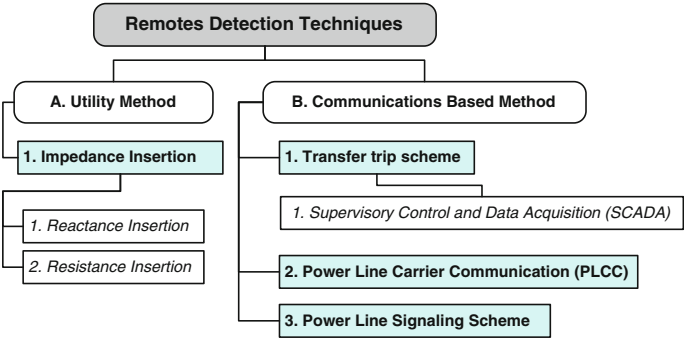 Remotes Detection Techniques
A. Utility Method
B. Communications Based Method
1. Impedance Insertion
1. Transfer trip scheme
1. Reactance Insertion
1. Supervisory Control and Data Acquisition (SCADA)
2. Resistance Insertion
2. Power Line Carrier Communication (PLCC)
3. Power Line Signaling Scheme